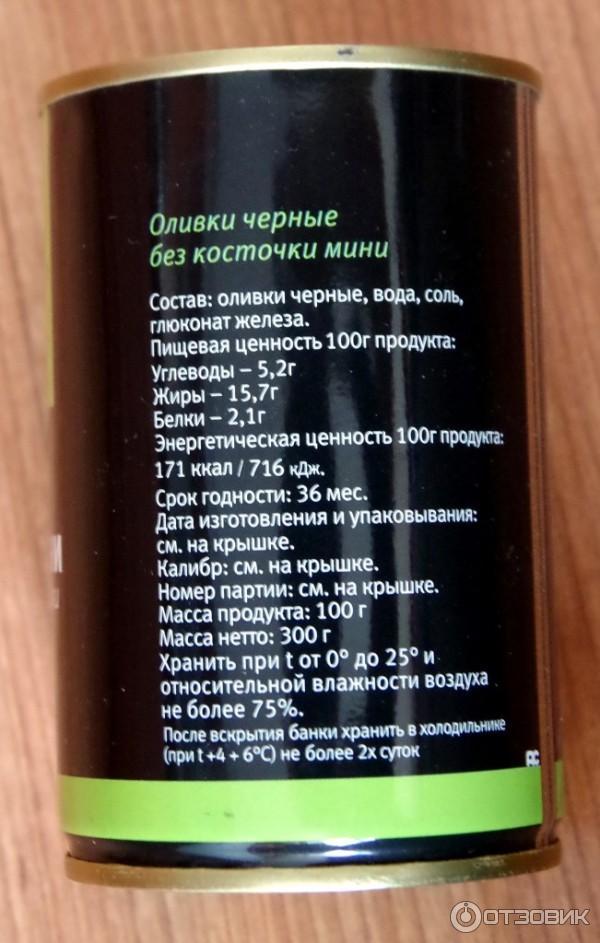 Оливки черные
без косточки мини
Состав: оливки черные, вода, соль,
глюконат железа.
Пищевая ценность 100г продукта:
Углеводы – 5,2г
Жиры – 15,7г
Белки – 2,1г
Энергетическая ценность 100г продукта:
171 ккал / 716 кДж.
Срок годности: 36 мес.
Дата изготовления и упаковывания:
см. на крышке.
Калибр: см. на крышке.
Номер партии: см. на крышке.
Масса продукта: 100 г
Масса нетто: 300 г
Хранить при t от 0° до 25° и
относительной влажности воздуха
не более 75%.
После вскрытия банки хранить в холодильнике
(при t +4 + 6°C) не более 2х суток
ОТЗОВИК